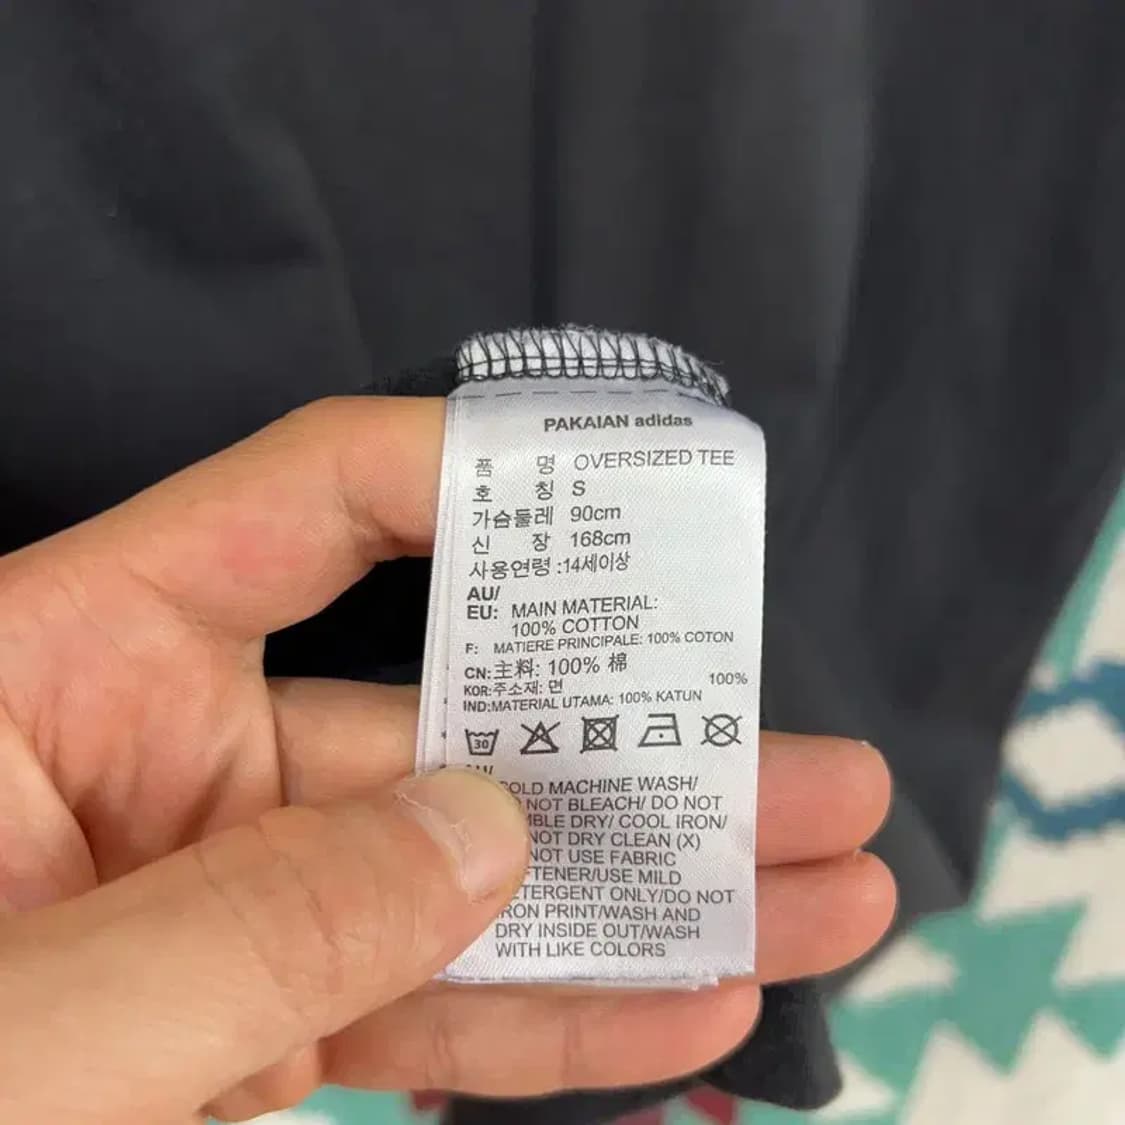 PAKAIAN adidas
품 명 OVERSIZED TEE
호 칭 S
가슴둘레 90cm
신 장 168cm
사용연령 :14세이상
AU/
EU: MAIN MATERIAL:
100% COTTON
F: MATIERE PRINCIPALE: 100% COTON
CN:主料: 100% 棉
KOR:주소재: 면 100%
IND:MATERIAL UTAMA: 100% KATUN
30
COLD MACHINE WASH/
NOT BLEACH/ DO NOT
DRY/ COOL IRON/
NOT DRY CLEAN (X)
NOT USE FABRIC
USE MILD
ONLY/DO NOT
IRON PRINT/WASH AND
DRY INSIDE OUT/WASH
WITH LIKE COLORS